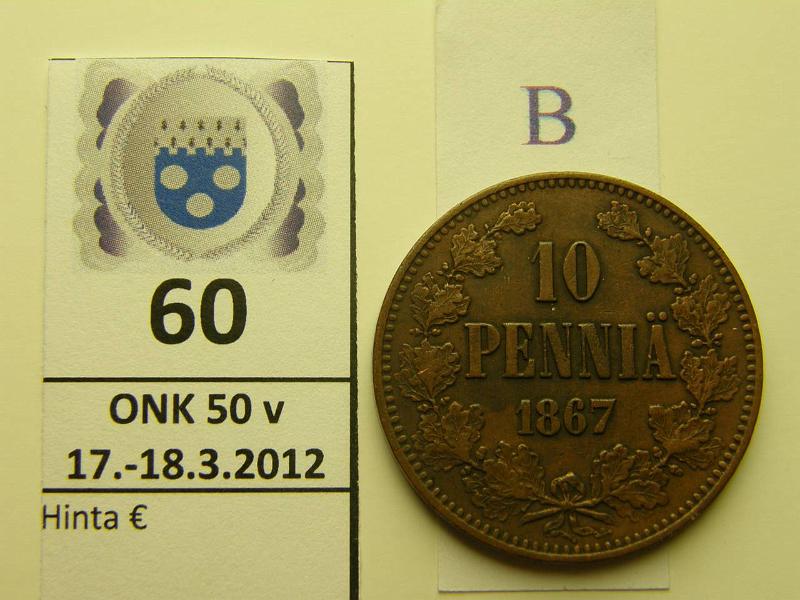 60
ONK 50 v
17.-18.3.2012
Hinta €
B
10
PENNIÄ
1867